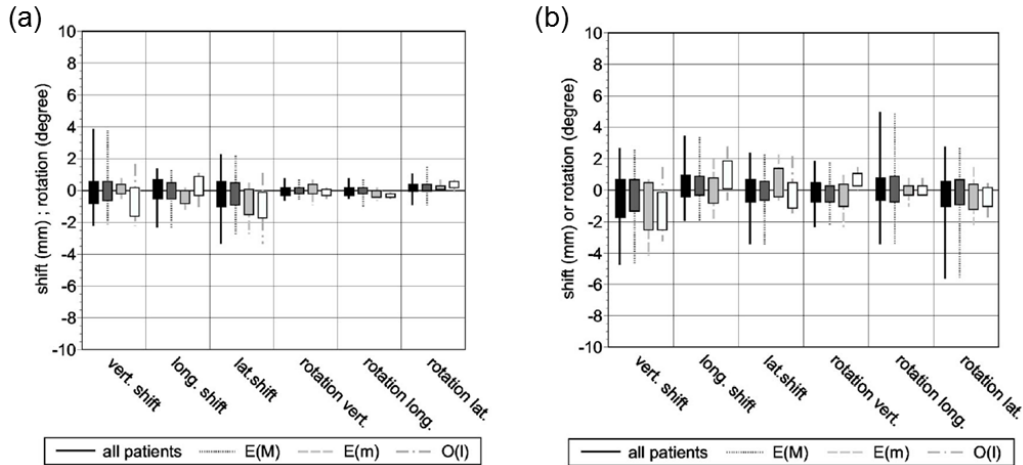 (a)
10
8
6
4
2
0
-2
-4
-6
-8
-10
shift (mm) ; rotation (degree)
vert. shift
long. shift
lat.shift
rotation vert.
rotation long.
rotation lat.
all patients E(M) E(m) O(I)
(b)
10
8
6
4
2
0
-2
-4
-6
-8
-10
shift (mm) or rotation (degree)
vert. shift
long. shift
lat.shift
rotation vert.
rotation long.
rotation lat.
all patients E(M) E(m) O(I)